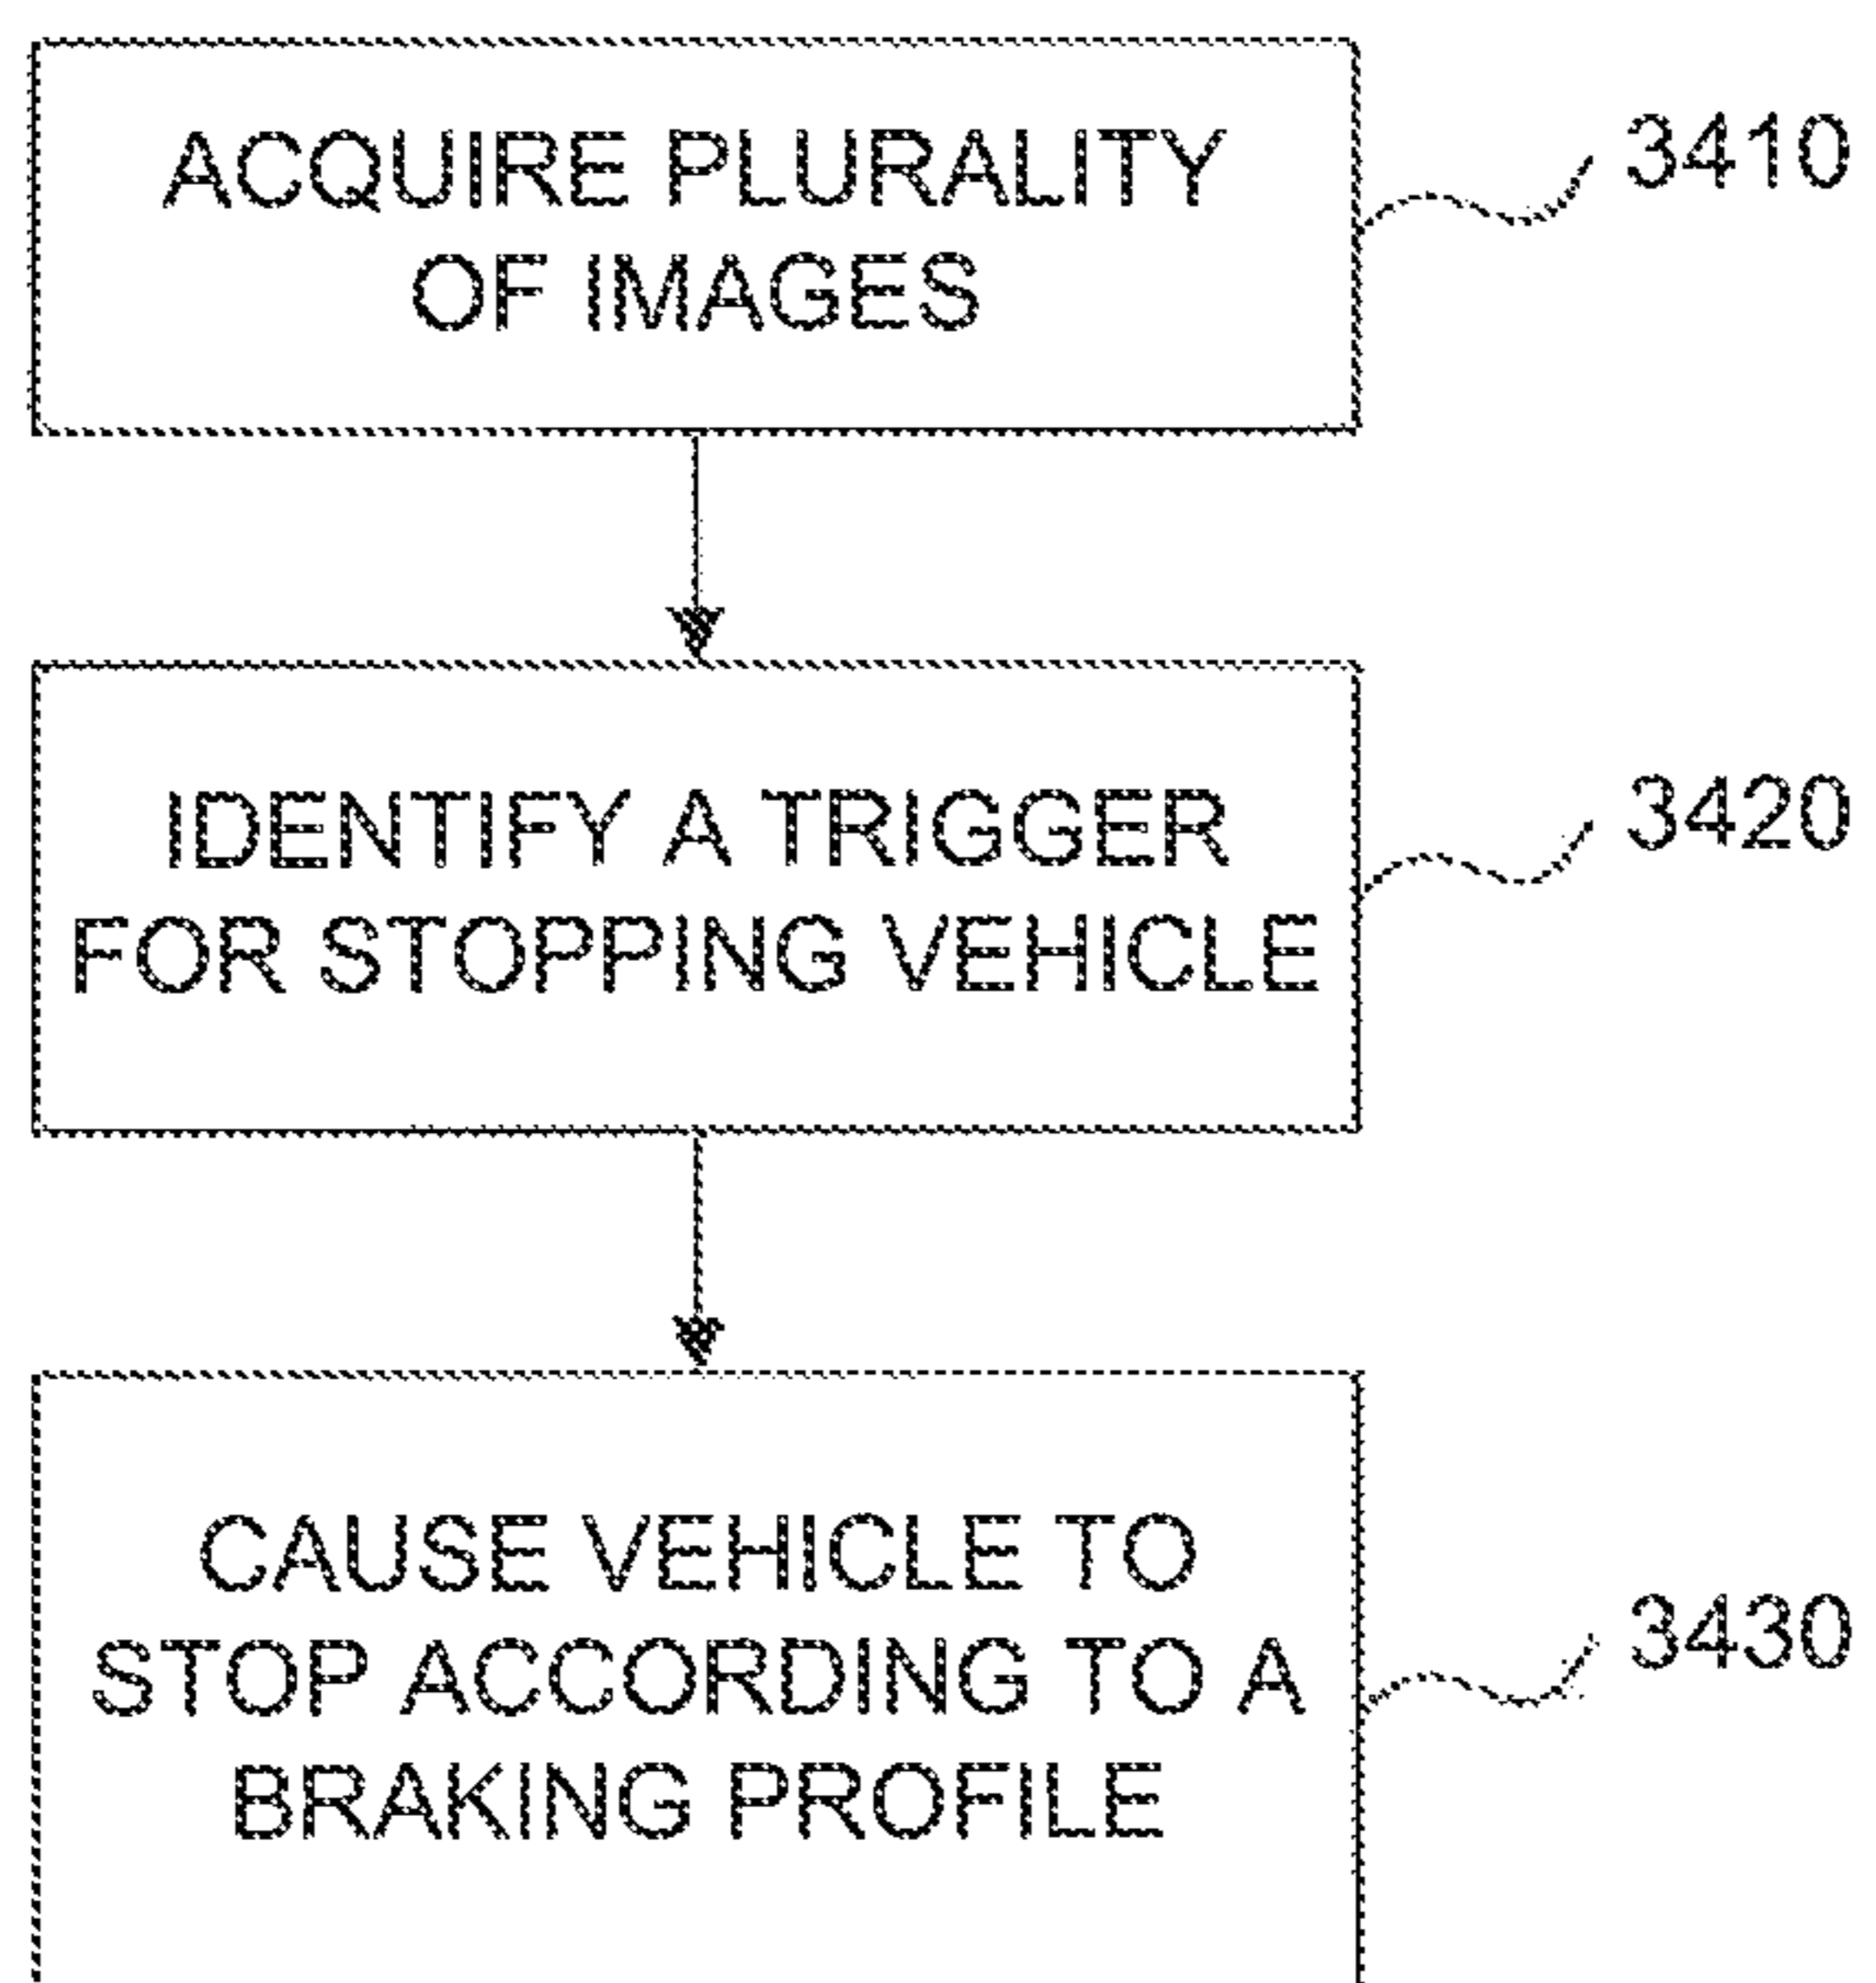 ACQUIRE PLURALITY
OF IMAGES
3410
IDENTIFY A TRIGGER
FOR STOPPING VEHICLE
3420
CAUSE VEHICLE TO
STOP ACCORDING TO A
BRAKING PROFILE
3430